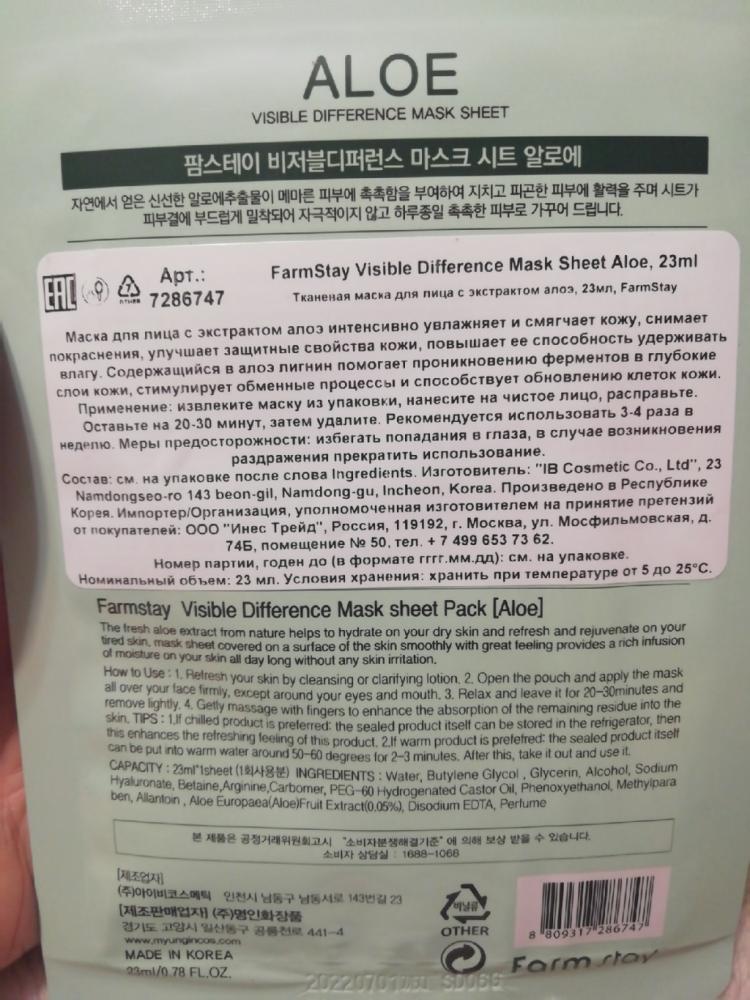 ALOE
VISIBLE DIFFERENCE MASK SHEET
팜스테이 비저블디퍼런스 마스크 시트 알로에
자연에서 얻은 신선한 알로에추출물이 메마른 피부에 촉촉함을 부여하여 지치고 피곤한 피부에 활력을 주며 시트가
피부결에 부드럽게 밀착되어 자극적이지 않고 하루종일 촉촉한 피부로 가꾸어 드립니다.
EAC
Арт.:
7286747
FarmStay Visible Difference Mask Sheet Aloe, 23ml
Тканевая маска для лица с экстрактом алоэ, 23мл, FarmStay
Маска для лица с экстрактом алоэ интенсивно увлажняет и смягчает кожу, снимает
покраснения, улучшает защитные свойства кожи, повышает ее способность удерживать
влагу. Содержащийся в алоэ лигнин помогает проникновению ферментов в глубокие
слои кожи, стимулирует обменные процессы и способствует обновлению клеток кожи.
Применение: извлеките маску из упаковки, нанесите на чистое лицо, расправьте.
Оставьте на 20-30 минут, затем удалите. Рекомендуется использовать 3-4 раза в
неделю. Меры предосторожности: избегать попадания в глаза, в случае возникновения
раздражения прекратить использование.
Состав: см. на упаковке после слова Ingredients. Изготовитель: "IB Cosmetic Co., Ltd", 23
Namdongseo-ro 143 beon-gil, Namdong-gu, Incheon, Korea. Произведено в Республике
Корея. Импортер/Организация, уполномоченная изготовителем на принятие претензий
от покупателей: ООО "Инес Трейд", Россия, 119192, г. Москва, ул. Мосфильмовская, д.
74Б, помещение № 50, тел. + 7 499 653 73 62.
Номер партии, годен до (в формате гггг.мм.дд): см. на упаковке.
Номинальный объем: 23 мл. Условия хранения: хранить при температуре от 5 до 25°С.
Farmstay Visible Difference Mask sheet Pack [Aloe]
The fresh aloe extract from nature helps to hydrate on your dry skin and refresh and rejuvenate on your
tired skin, mask sheet covered on a surface of the skin smoothly with great feeling provides a rich infusion
of moisture on your skin all day long without any skin irritation.
How to Use : 1. Refresh your skin by cleansing or clarifying lotion. 2. Open the pouch and apply the mask
all over your face firmly, except around your eyes and mouth. 3. Relax and leave it for 20-30minutes and
remove lightly. 4. Getly massage with fingers to enhance the absorption of the remaining residue into the
skin. TIPS : 1.If chilled product is preferred: the sealed product itself can be stored in the refrigerator, then
this enhances the refreshing feeling of this product. 2.If warm product is preferred: the sealed product itself
can be put into warm water around 50-60 degrees for 2-3 minutes. After this, take it out and use it.
CAPACITY : 23ml*1sheet (1회사용분) INGREDIENTS : Water, Butylene Glycol , Glycerin, Alcohol, Sodium
Hyaluronate, Betaine,Arginine,Carbomer, PEG-60 Hydrogenated Castor Oil, Phenoxyethanol, Methylpara
ben, Allantoin , Aloe Europaea(Aloe)Fruit Extract(0.05%), Disodium EDTA, Perfume
본 제품은 공정거래위원회고시 "소비자분쟁해결기준" 에 의해 보상 받을 수 있습니다.
소비자 상담실 : 1688-1066
[제조업자]
(주)아이비코스메틱 인천시 남동구 남동서로 143번길 23
[제조판매업자] (주)명인화장품
경기도 고양시 일산동구 공릉천로 441-4
www.myungincos.com
MADE IN KOREA
23ml/0.78 FL.OZ.
비닐류
OTHER
8 809317 286747
Farm stay
20220701까지 SD066